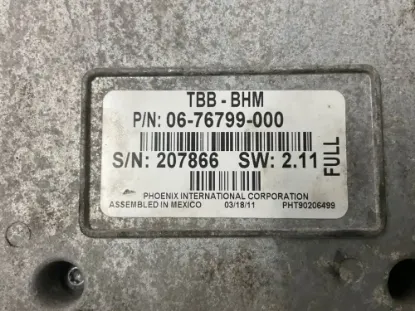 TBB - BHM
P/N: 06-76799-000
S/N: 207866 SW: 2.11
FULL
PHOENIX INTERNATIONAL CORPORATION
ASSEMBLED IN MEXICO 03/18/11 PHT90206499